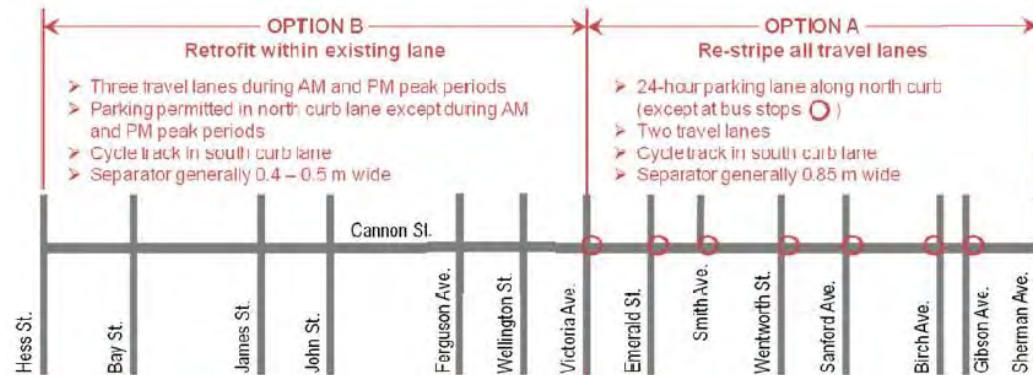 OPTION B
Retrofit within existing lane
➢ Three travel lanes during AM and PM peak periods
➢ Parking permitted in north curb lane except during AM
and PM peak periods
➢ Cycle track in south curb lane
➢ Separator generally 0.4 – 0.5 m wide
OPTION A
Re-stripe all travel lanes
➢ 24-hour parking lane along north curb
(except at bus stops O )
➢ Two travel lanes
➢ Cycle track in south curb lane
➢ Separator generally 0.85 m wide
Cannon St.
Hess St.
Bay St.
James St.
John St.
Ferguson Ave.
Wellington St.
Victoria Ave.
Emerald St.
Smith Ave.
Wentworth St.
Sanford Ave.
Birch Ave.
Gibson Ave.
Sherman Ave.